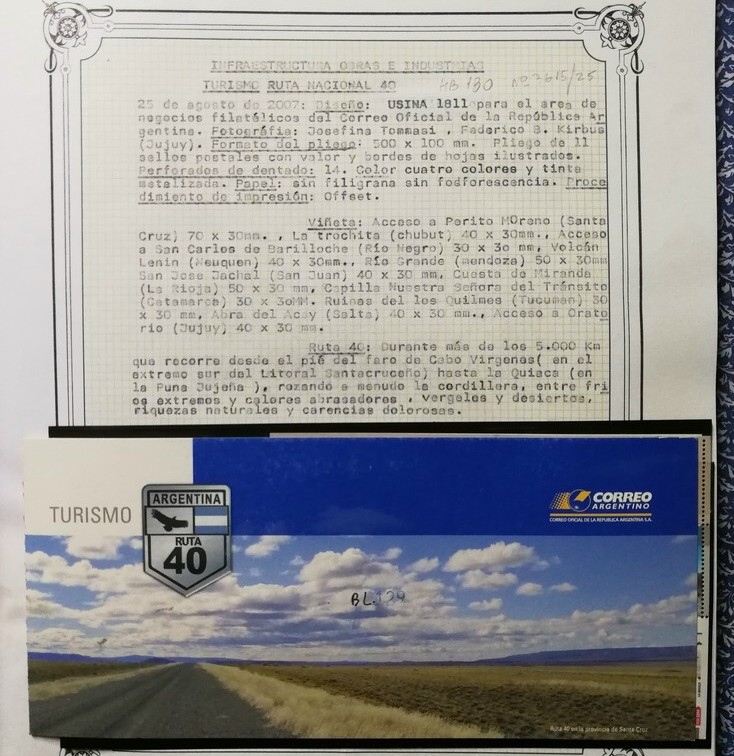 INFRAESTRUCTURA OBRAS E INDUSTRIAS
TURISMO RUTA NACIONAL 40 HB 130 Nº 2615/25
25 de agosto de 2007: Diseño: USINA 1811 para el area de
negocios filatélicos del Correo Oficial de la República Ar
gentina. Fotográfia: Josefina Tommasi , Faderico B. Kirbus
(Jujuy). Formato del pliego: 500 x 100 mm. Pliego de 11
sellos postales con valor y bordes de hojas ilustrados.
Perforados de dentado: 14. Color cuatro colores y tinta
metalizada. Papel: sin filigrana sin fosforescencia. Proce
dimiento de impresión: Offset.
Viñeta: Acceso a Perito MOreno (Santa
Cruz) 70 x 30mm. , La trochita (chubut) 40 x 30mm., Acceso
a San Carlos de Barilloche (Río Negro) 30 x 3o mm, Volcán
Lenin (Neuquen) 40 x 30mm., Río Grande (mendoza) 50 x 30mm
San Jose Jachal (San Juan) 40 x 30 mm, Cuesta de Miranda
(La Rioja) 50 x 30 mm, Capilla Nuestra Señora del Tránsito
(Catamarca) 30 x 3oMM. Ruinas del los Quilmes (Tucuman) 30
x 30 mm, Abra del Acay (Salta) 40 x 30 mm., Acceso a Orato
rio (Jujuy) 40 x 30 mm.
Ruta 40: Durante más de los 5.000 Km
que recorre desde el pié del faro de Cabo Virgenes( en el
extremo sur del Litoral Santacruceño) hasta la Quiaca (en
la Puna Jujeña ), rozando a menudo la cordillera, entre fri
os extremos y calores abrasadores , vergeles y desiertos,
riquezas naturales y carencias dolorosas.
TURISMO
ARGENTINA
RUTA
40
CORREO
ARGENTINO
CORREO OFICIAL DE LA REPUBLICA ARGENTINA S.A.
BL.
Ruta 40 en la provincia de Santa Cruz